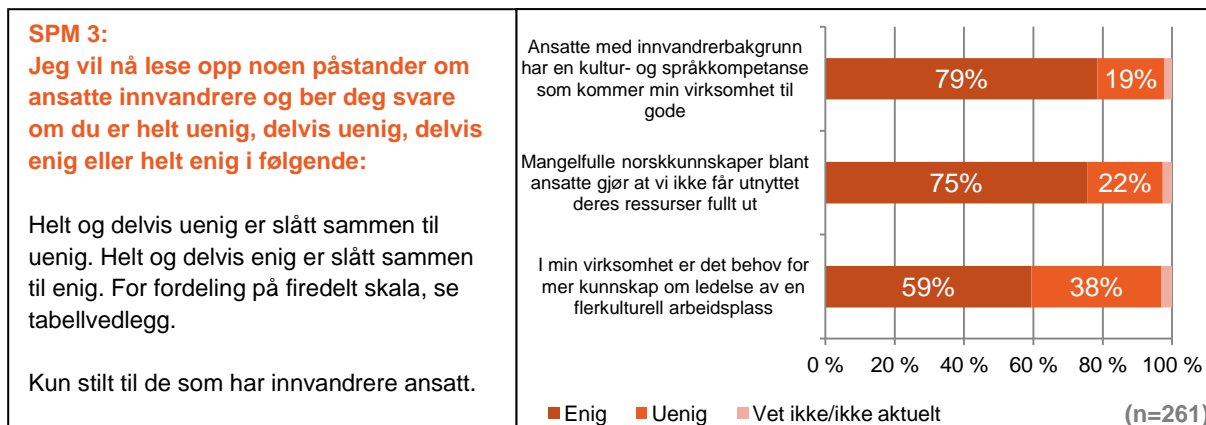 SPM 3:
Jeg vil nå lese opp noen påstander om
ansatte innvandrere og ber deg svare
om du er helt uenig, delvis uenig, delvis
enig eller helt enig i følgende:
Helt og delvis uenig er slått sammen til
uenig. Helt og delvis enig er slått sammen
til enig. For fordeling på firedelt skala, se
tabellvedlegg.
Kun stilt til de som har innvandrere ansatt.
Ansatte med innvandrerbakgrunn
har en kultur- og språkkompetanse
som kommer min virksomhet til
gode
79% 19%
Mangelfulle norskkunnskaper blant
ansatte gjør at vi ikke får utnyttet
deres ressurser fullt ut
75% 22%
I min virksomhet er det behov for
mer kunnskap om ledelse av en
flerkulturell arbeidsplass
59% 38%
0 % 20 % 40 % 60 % 80 % 100 %
Enig Uenig Vet ikke/ikke aktuelt (n=261)